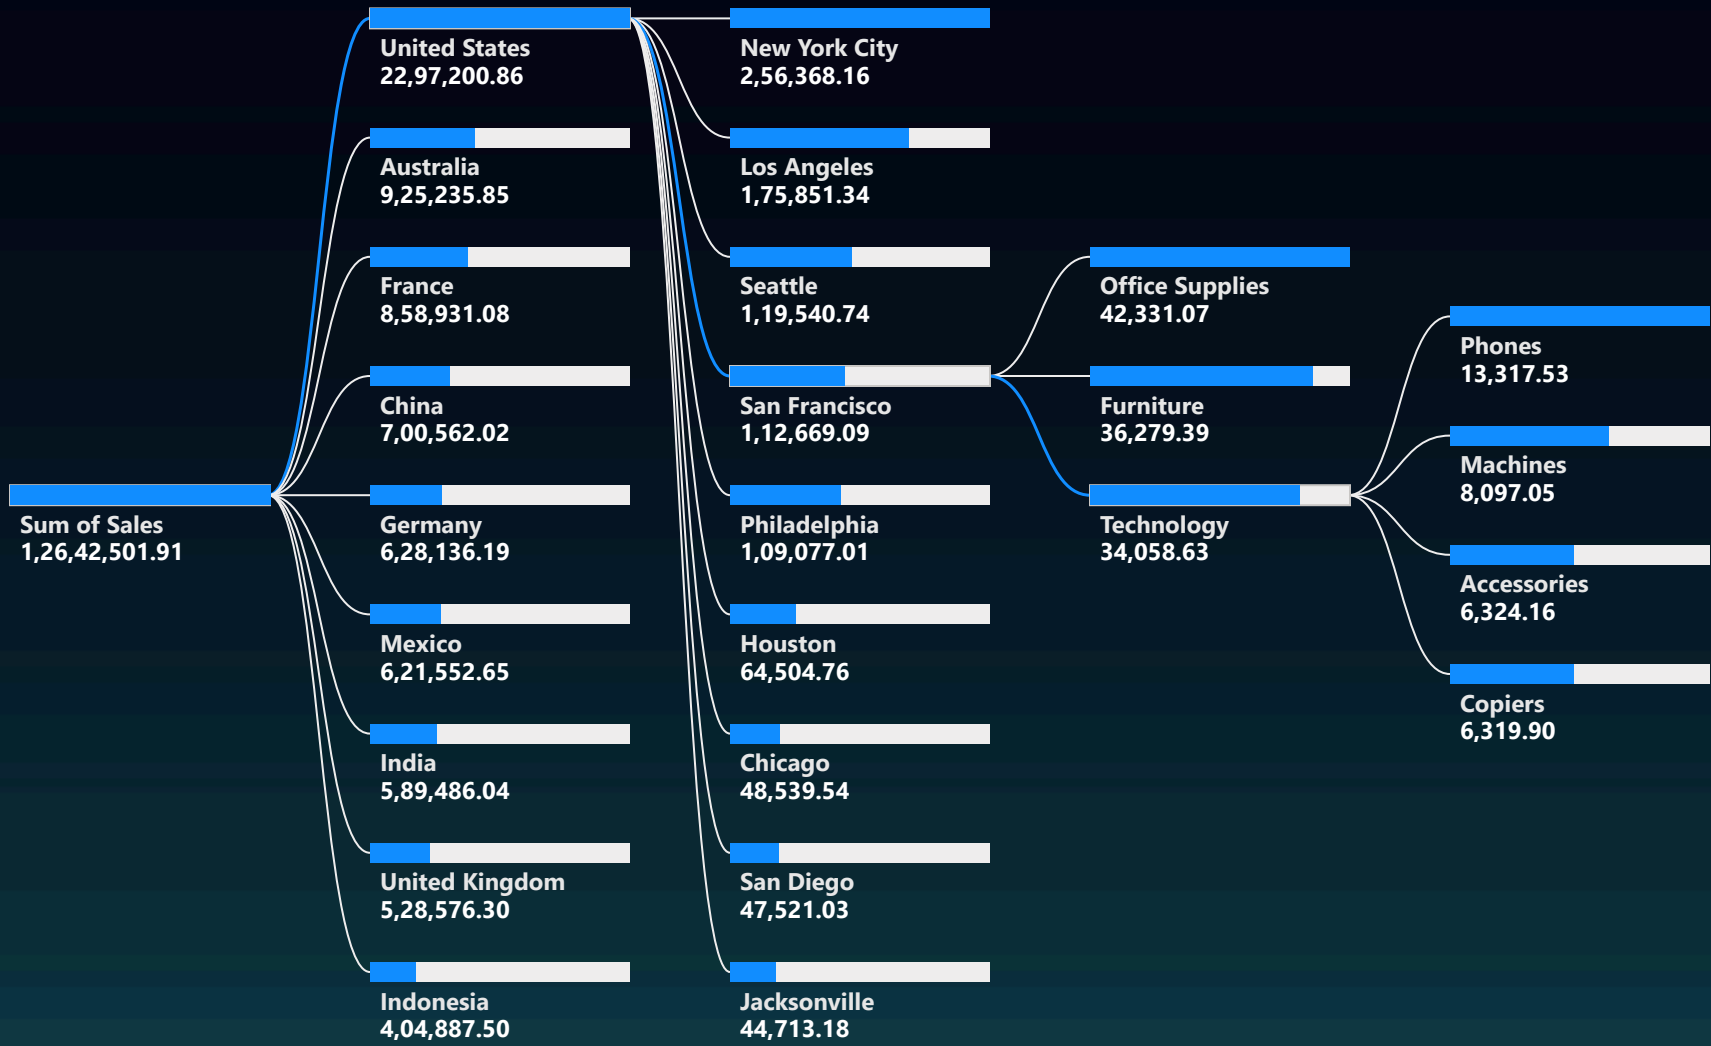 Sum of Sales
1,26,42,501.91
United States
22,97,200.86
Australia
9,25,235.85
France
8,58,931.08
China
7,00,562.02
Germany
6,28,136.19
Mexico
6,21,552.65
India
5,89,486.04
United Kingdom
5,28,576.30
Indonesia
4,04,887.50
New York City
2,56,368.16
Los Angeles
1,75,851.34
Seattle
1,19,540.74
San Francisco
1,12,669.09
Philadelphia
1,09,077.01
Houston
64,504.76
Chicago
48,539.54
San Diego
47,521.03
Jacksonville
44,713.18
Office Supplies
42,331.07
Furniture
36,279.39
Technology
34,058.63
Phones
13,317.53
Machines
8,097.05
Accessories
6,324.16
Copiers
6,319.90